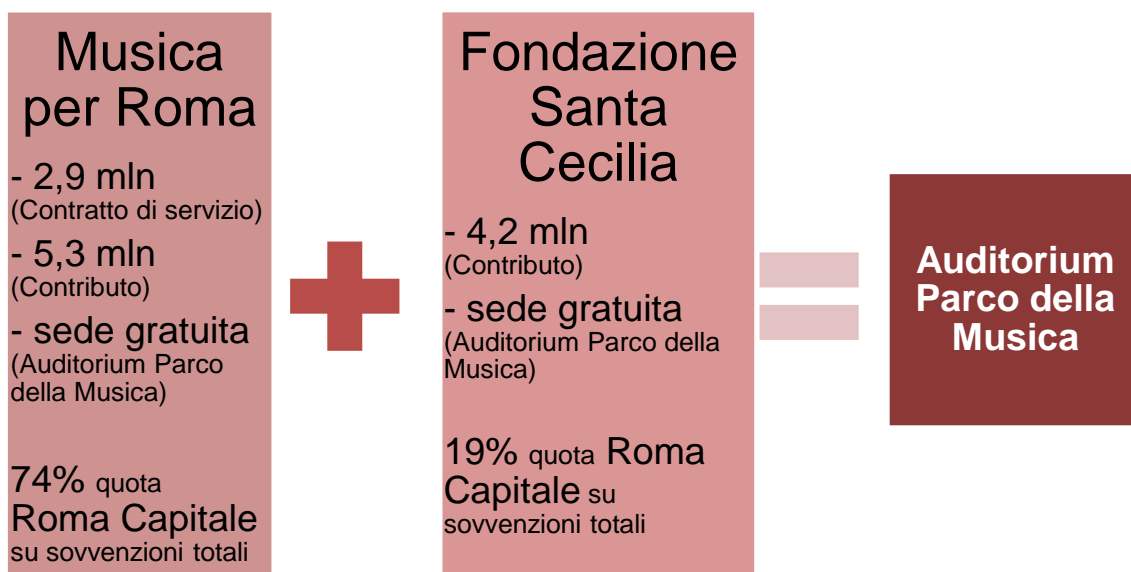 Musica
per Roma
- 2,9 mln
(Contratto di servizio)
- 5,3 mln
(Contributo)
- sede gratuita
(Auditorium Parco
della Musica)
74% quota
Roma Capitale
su sovvenzioni totali
Fondazione
Santa
Cecilia
- 4,2 mln
(Contributo)
- sede gratuita
(Auditorium Parco della
Musica)
19% quota Roma
Capitale su
sovvenzioni totali
Auditorium
Parco della
Musica